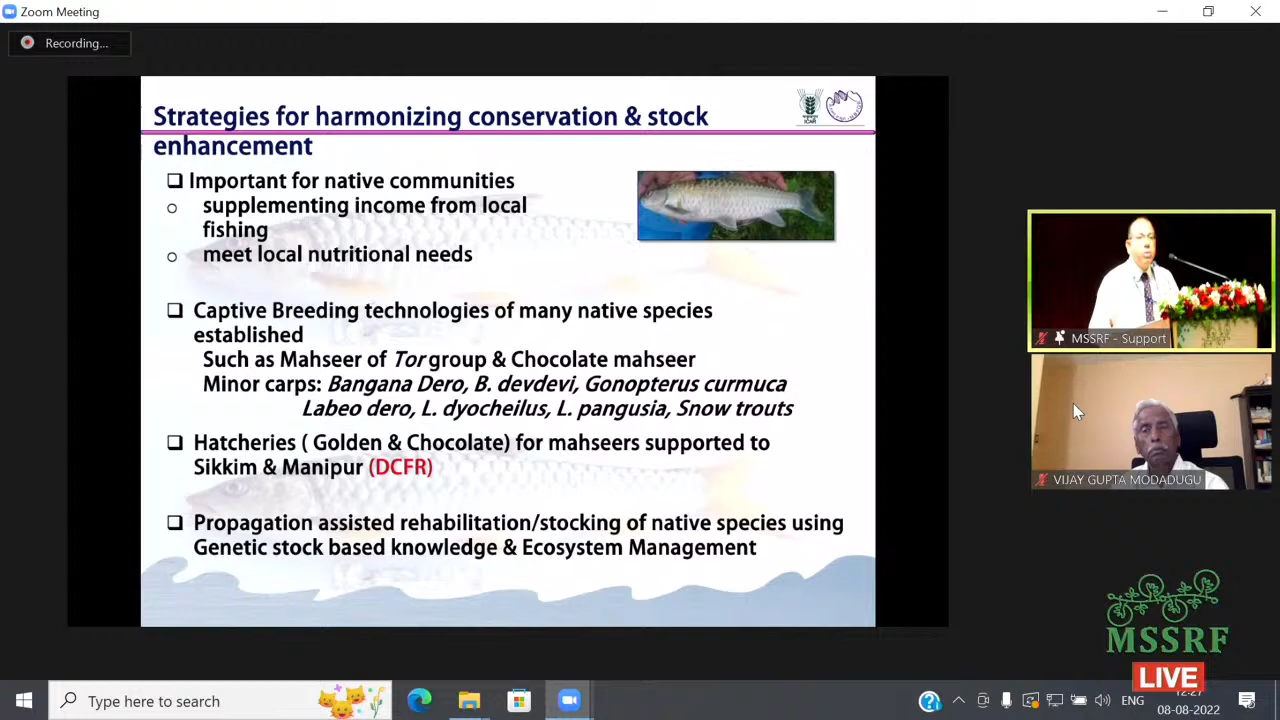 Zoom Meeting
Recording...
Strategies for harmonizing conservation & stock
enhancement
ICAR
Important for native communities
supplementing income from local
fishing
meet local nutritional needs
Captive Breeding technologies of many native species
established
Such as Mahseer of Tor group & Chocolate mahseer
Minor carps: Bangana Dero, B. devdevi, Gonopterus curmuca
Labeo dero, L. dyocheilus, L. pangusia, Snow trouts
Hatcheries ( Golden & Chocolate) for mahseers supported to
Sikkim & Manipur (DCFR)
Propagation assisted rehabilitation/stocking of native species using
Genetic stock based knowledge & Ecosystem Management
MSSRF - Support
VIJAY GUPTA MODADUGU
MSSRF
LIVE
Type here to search
ENG
12:27
08-08-2022